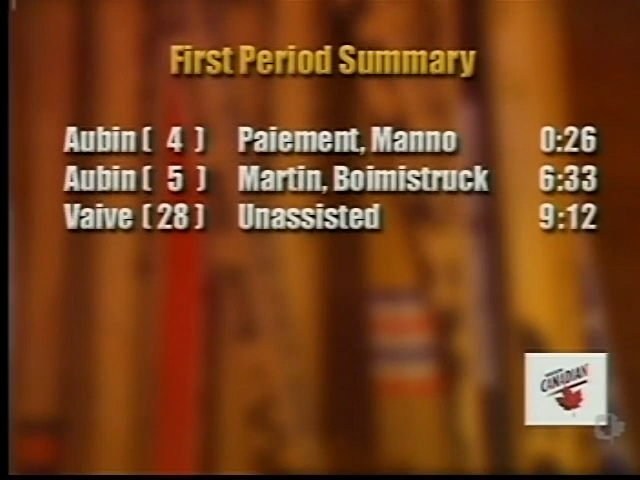 First Period Summary
Aubin ( 4 ) Paiement, Manno 0:26
Aubin ( 5 ) Martin, Boimistruck 6:33
Vaive ( 28 ) Unassisted 9:12
CANADIAN